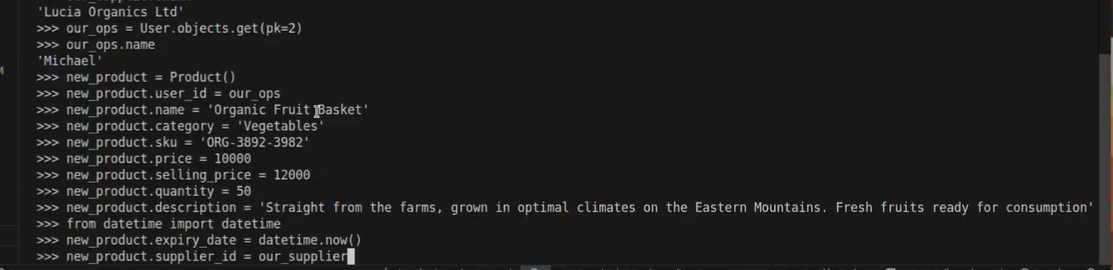 'Lucia Organics Ltd'
>>> our_ops = User.objects.get(pk=2)
>>> our_ops.name
'Michael'
>>> new_product = Product()
>>> new_product.user_id = our_ops
>>> new_product.name = 'Organic Fruit Basket'
>>> new_product.category = 'Vegetables'
>>> new_product.sku = 'ORG-3892-3982'
>>> new_product.price = 10000
>>> new_product.selling_price = 12000
>>> new_product.quantity = 50
>>> new_product.description = 'Straight from the farms, grown in optimal climates on the Eastern Mountains. Fresh fruits ready for consumption'
>>> from datetime import datetime
>>> new_product.expiry_date = datetime.now()
>>> new_product.supplier_id = our_supplier